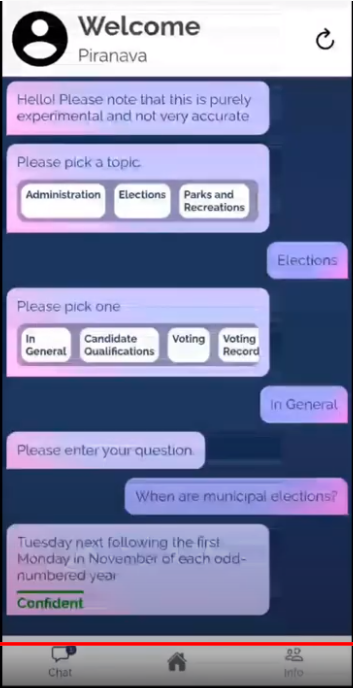 Welcome
Piranava
Hello! Please note that this is purely
experimental and not very accurate
Please pick a topic.
Administration
Elections
Parks and
Recreations
Elections
Please pick one
In
General
Candidate
Qualifications
Voting
Voting
Record
In General
Please enter your question.
When are municipal elections?
Tuesday next following the first
Monday in November of each odd-
numbered year
Confident
Chat
Info